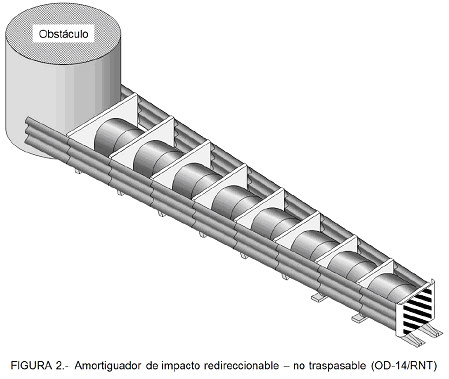 Obstáculo
FIGURA 2.- Amortiguador de impacto redireccionable – no traspasable (OD-14/RNT)